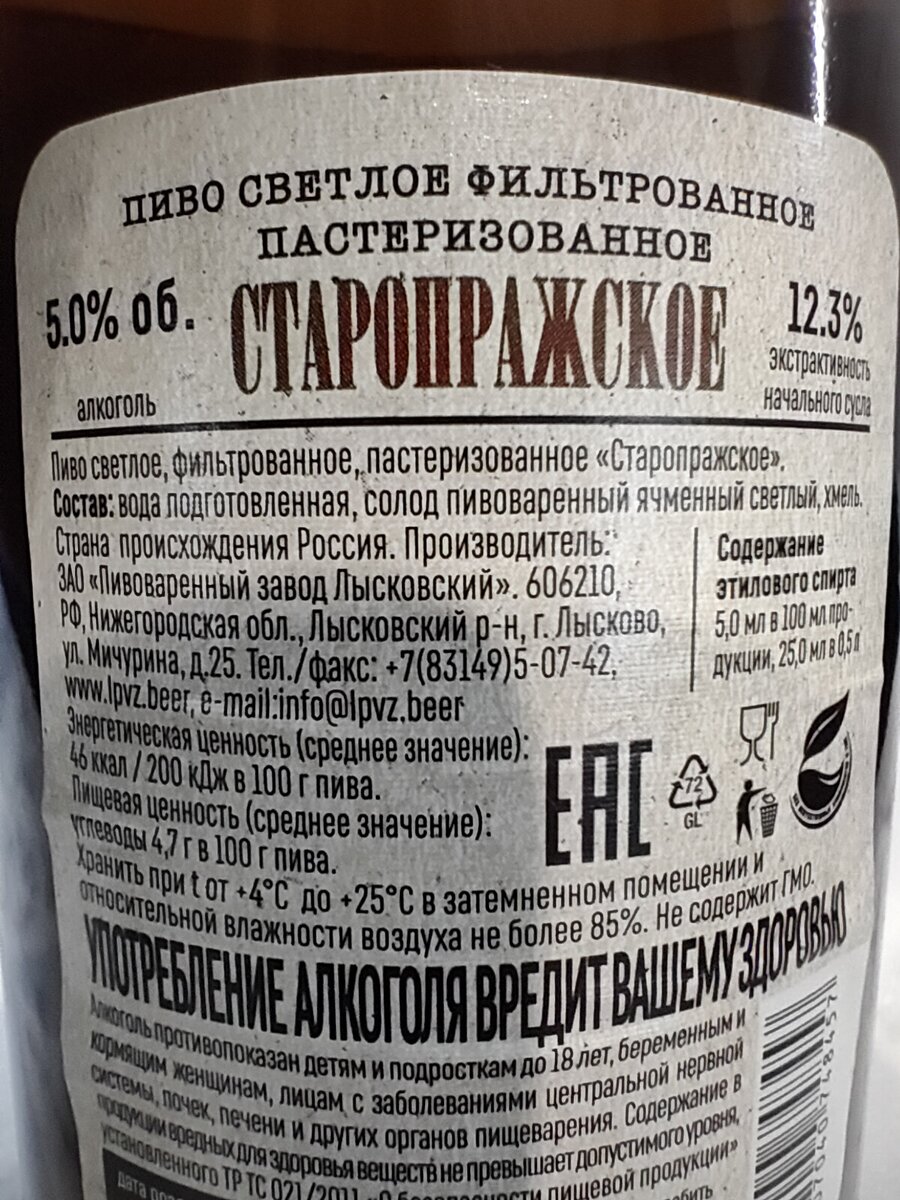 ПИВО СВЕТЛОЕ ФИЛЬТРОВАННОЕ
ПАСТЕРИЗОВАННОЕ
5.0% об.
алкоголь
СТАРОПРАЖСКОЕ
12.3%
экстрактивность
начального сусла
Пиво светлое, фильтрованное, пастеризованное «Старопражское».
Состав: вода подготовленная, солод пивоваренный ячменный светлый, хмель.
Страна происхождения Россия. Производитель:
ЗАО «Пивоваренный завод Лысковский». 606210,
РФ, Нижегородская обл., Лысковский р-н, г. Лысково,
ул. Мичурина, д.25. Тел./факс: +7(83149)5-07-42,
www.lpvz.beer, e-mail:info@lpvz.beer
Содержание
этилового спирта
5,0 мл в 100 мл про-
дукции, 25,0 мл в 0,5 л
Энергетическая ценность (среднее значение):
46 ккал / 200 кДж в 100 г пива.
Пищевая ценность (среднее значение):
углеводы 4,7 г в 100 г пива.
EAC
72
GL
Хранить при t от +4°С до +25°С в затемненном помещении и
относительной влажности воздуха не более 85%. Не содержит ГМО.
УПОТРЕБЛЕНИЕ АЛКОГОЛЯ ВРЕДИТ ВАШЕМУ ЗДОРОВЬЮ
Алкоголь противопоказан детям и подросткам до 18 лет, беременным и
кормящим женщинам, лицам с заболеваниями центральной нервной
системы, почек, печени и других органов пищеварения. Содержание в
продукции вредных для здоровья веществ не превышает допустимого уровня,
установленного ТР ТС 021/2011 «О безопасности пищевой продукции»
дата